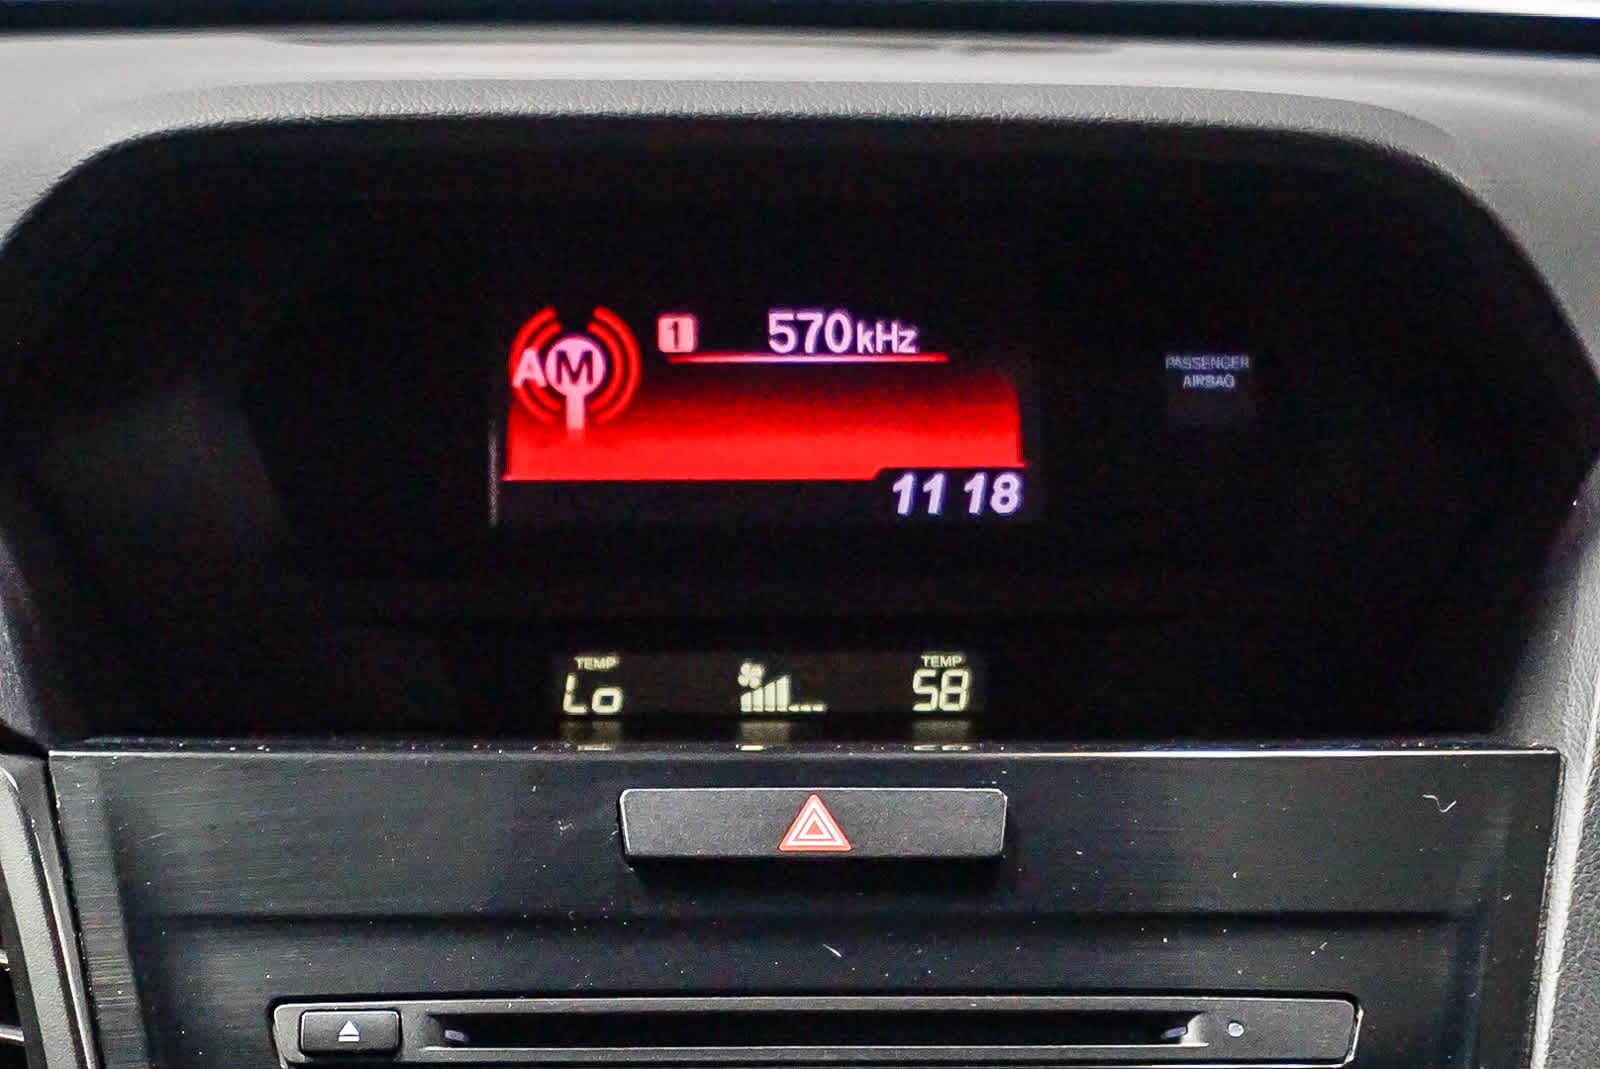 AM 1 570kHz
PASSENGER
AIRBAG
11 18
TEMP TEMP
Lo 58